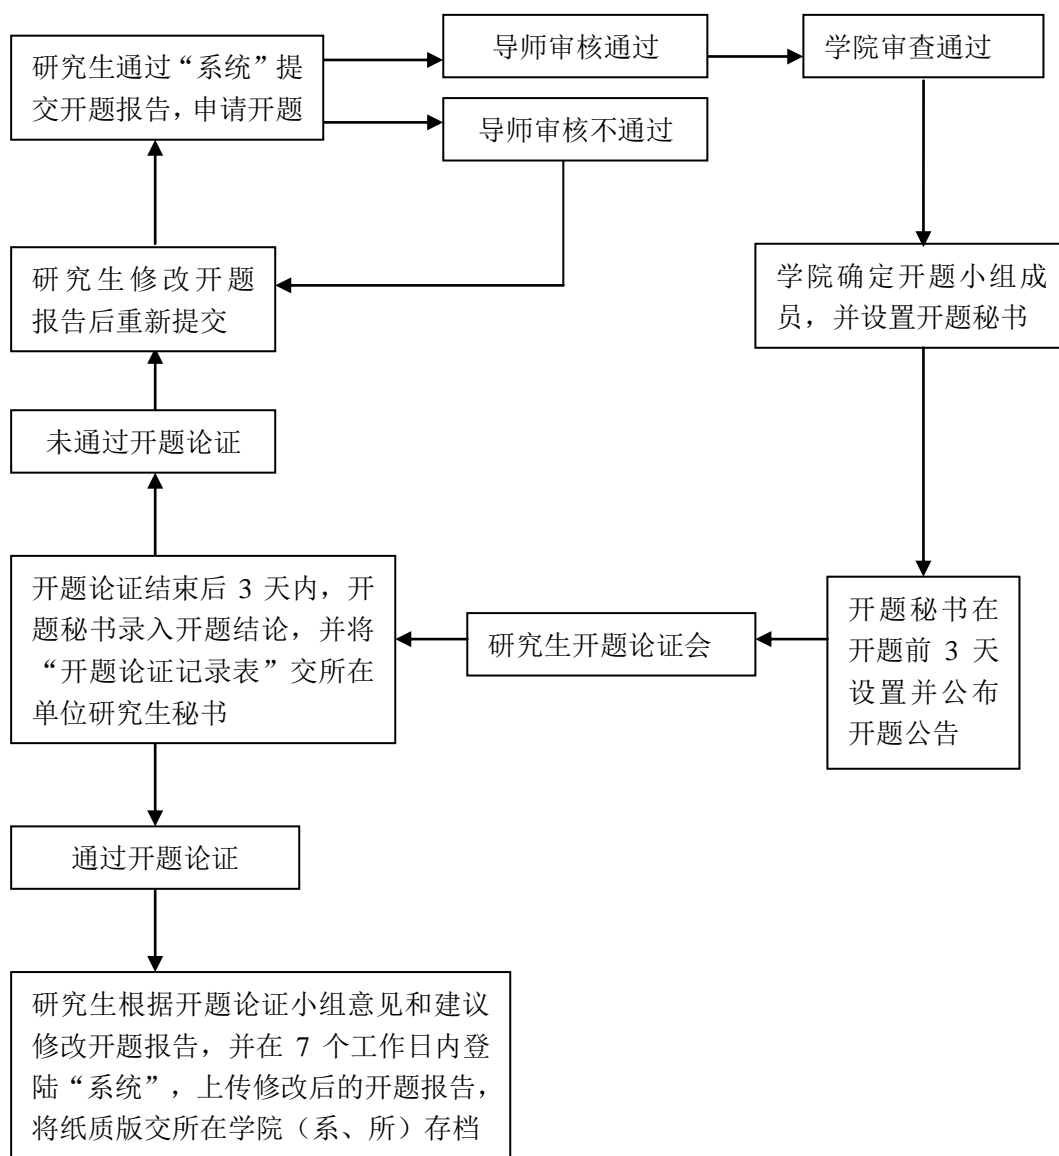 研究生通过“系统”提
交开题报告，申请开题
导师审核通过
学院审查通过
导师审核不通过
研究生修改开题
报告后重新提交
学院确定开题小组成
员，并设置开题秘书
未通过开题论证
开题论证结束后 3 天内，开
题秘书录入开题结论，并将
“开题论证记录表”交所在
单位研究生秘书
研究生开题论证会
开题秘书在
开题前 3 天
设置并公布
开题公告
通过开题论证
研究生根据开题论证小组意见和建议
修改开题报告，并在 7 个工作日内登
陆“系统”，上传修改后的开题报告，
将纸质版交所在学院（系、所）存档